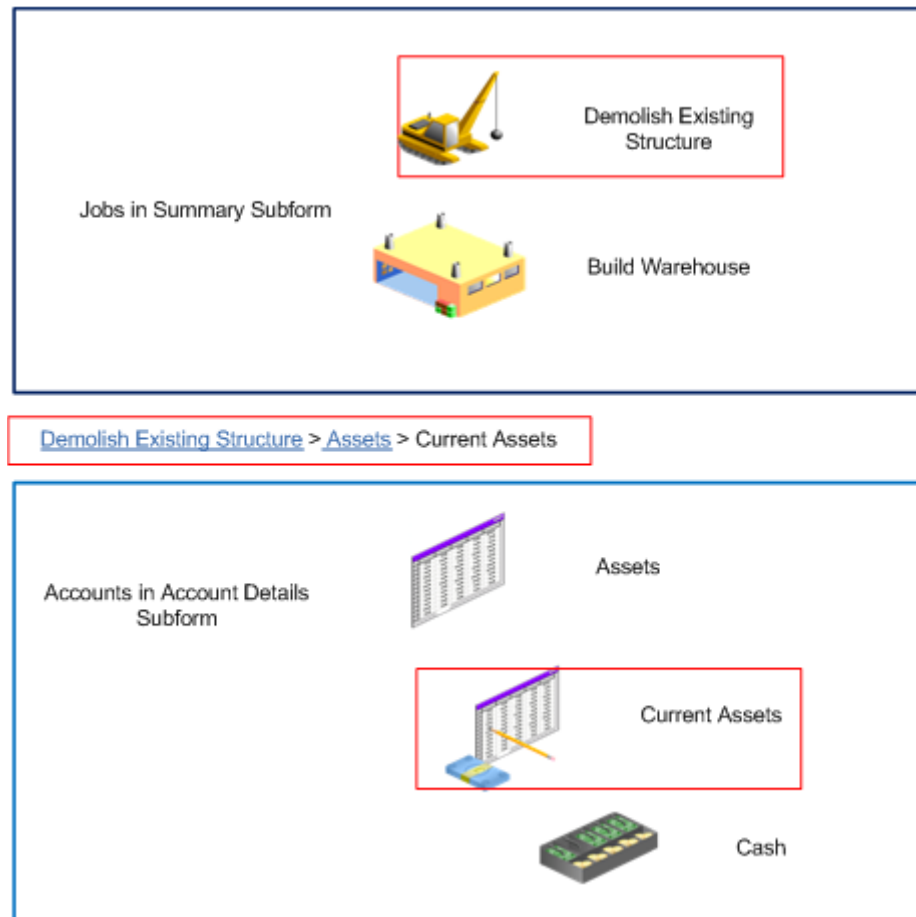 Demolish Existing
Structure
Jobs in Summary Subform
Build Warehouse
Demolish Existing Structure > Assets > Current Assets
Assets
Accounts in Account Details
Subform
Current Assets
Cash